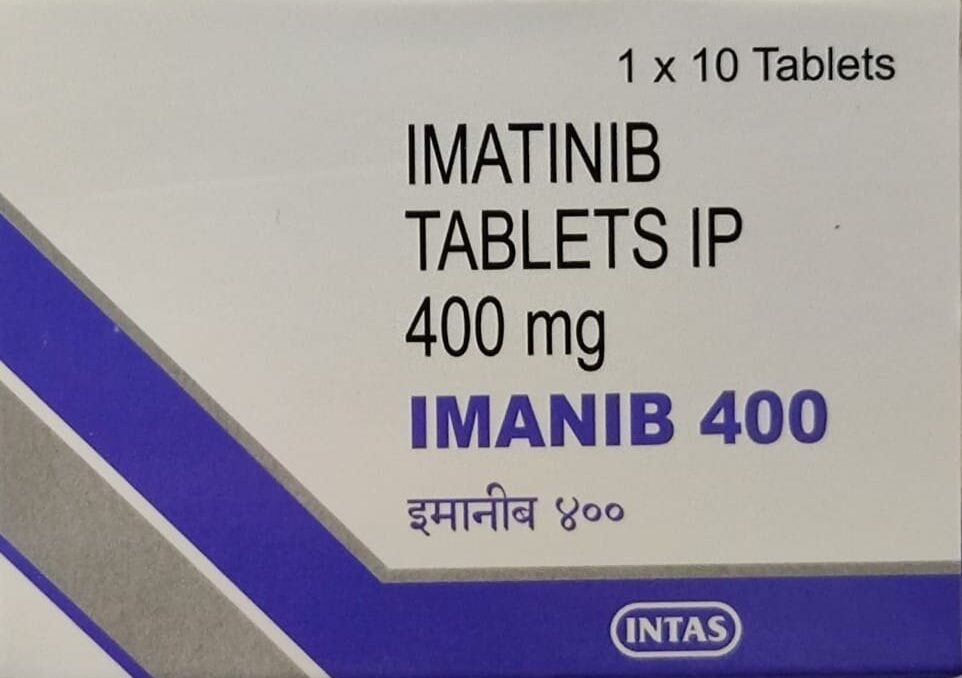 1 x 10 Tablets
IMATINIB
TABLETS IP
400 mg
IMANIB 400
इमानीब ४००
INTAS